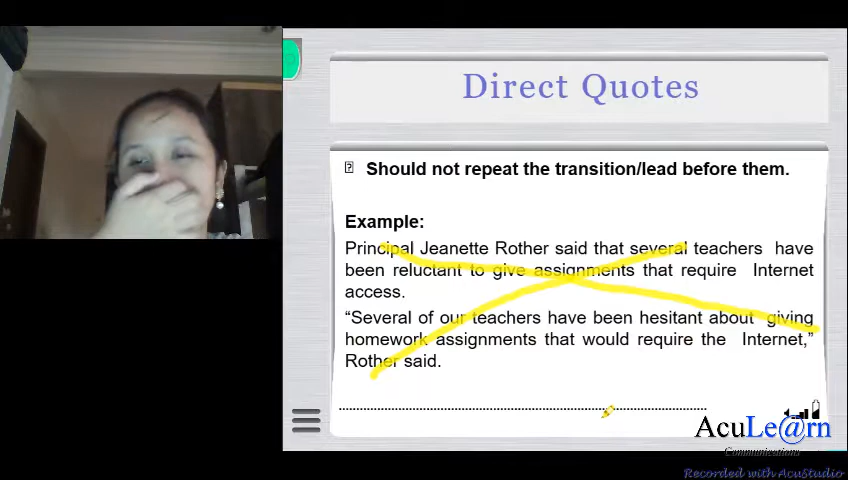 Direct Quotes
Should not repeat the transition/lead before them.
Example:
Principal Jeanette Rother said that several teachers have
been reluctant to give assignments that require Internet
access.
“Several of our teachers have been hesitant about giving
homework assignments that would require the Internet,”
Rother said.
AcuLe@rn
Communications
Recorded with AcuStudio